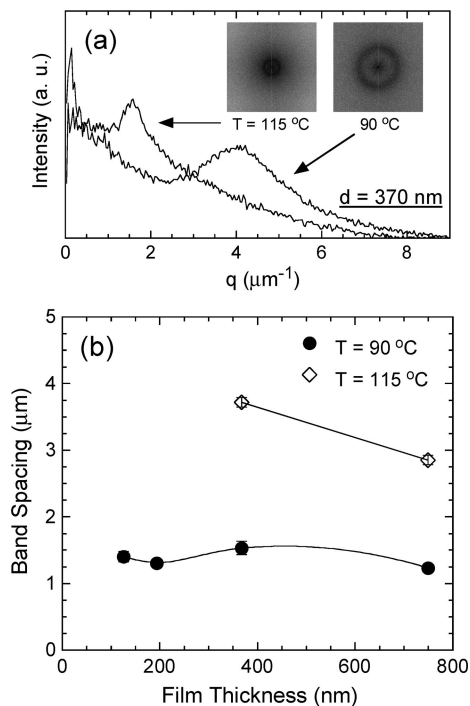 (a)
T = 115 °C
90 °C
d = 370 nm
Intensity (a. u.)
0
2
4
6
8
q (μm⁻¹)
(b)
T = 90 °C
T = 115 °C
Band Spacing (μm)
5
4
3
2
1
0
0
200
400
600
800
Film Thickness (nm)